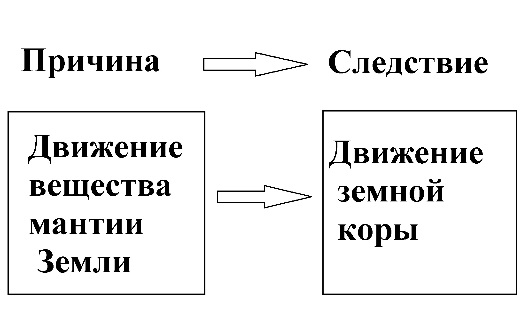 Причина Следствие
Движение
вещества
мантии
Земли
Движение
земной
коры